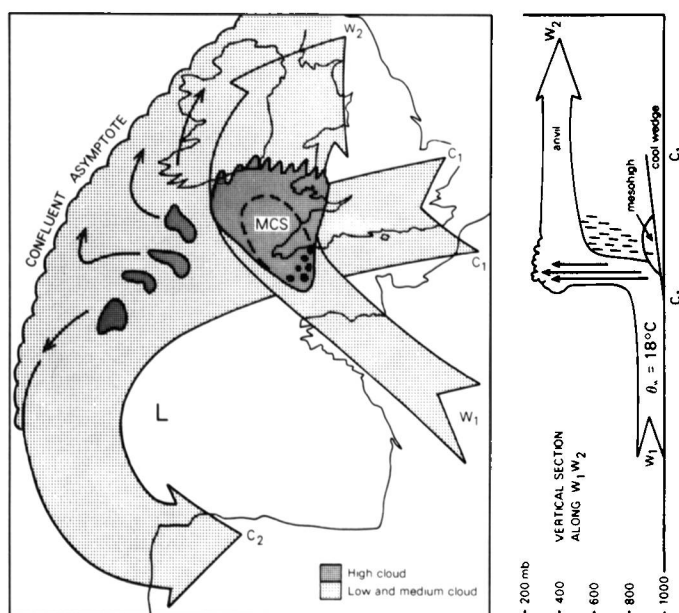 W2
CONFLUENT ASYMPTOTE
C1
MCS
C1
L
W1
C2
High cloud
Low and medium cloud
W2
anvil
cool wedge
mesohigh
C1
C1
θw = 18°C
W1
VERTICAL SECTION
ALONG W1W2
200 mb
400
600
800
1000